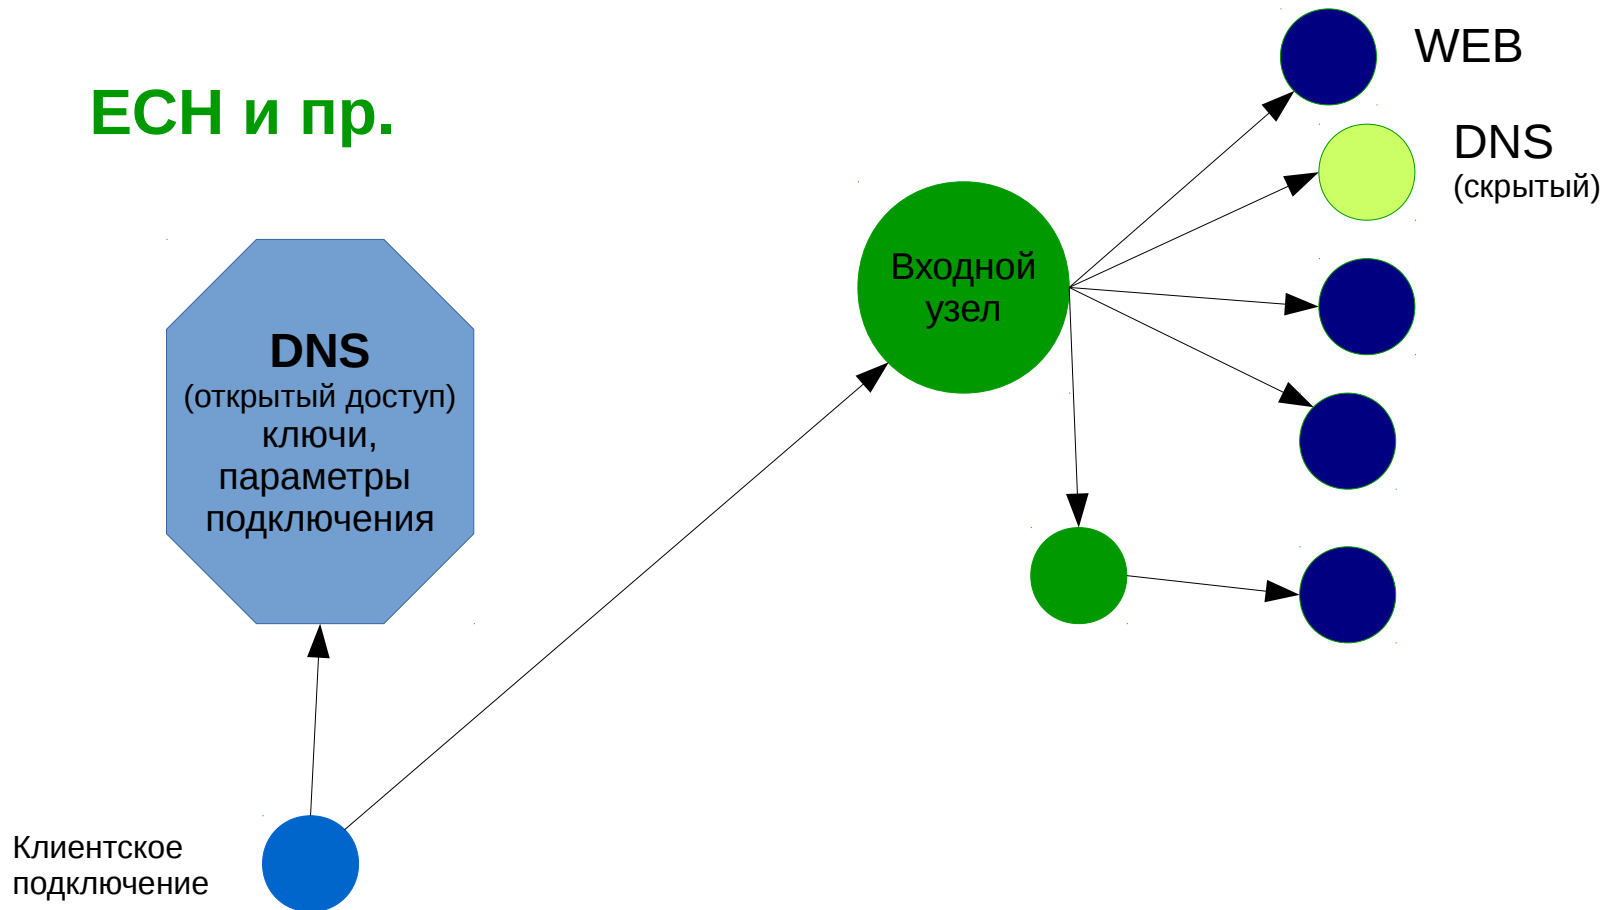 ECH и пр.
WEB
DNS
(скрытый)
Входной
узел
DNS
(открытый доступ)
ключи,
параметры
подключения
Клиентское
подключение